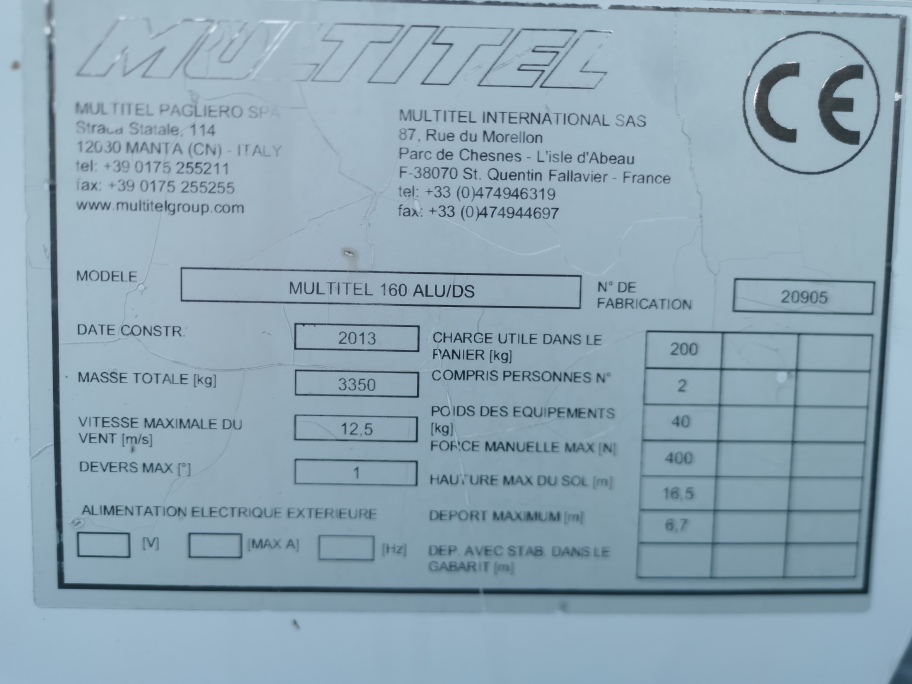 MULTITEL
CE
MULTITEL PAGLIERO SPA
Strada Statale, 114
12030 MANTA (CN) - ITALY
tel: +39 0175 255211
fax: +39 0175 255255
www.multitelgroup.com
MULTITEL INTERNATIONAL SAS
87, Rue du Morellon
Parc de Chesnes - L'isle d'Abeau
F-38070 St. Quentin Fallavier - France
tel: +33 (0)474946319
fax: +33 (0)474944697
MODELE MULTITEL 160 ALU/DS
N° DE
FABRICATION 20905
DATE CONSTR. 2013
MASSE TOTALE [kg] 3350
VITESSE MAXIMALE DU
VENT [m/s] 12,5
DEVERS MAX [°] 1
ALIMENTATION ELECTRIQUE EXTERIEURE
[V] [MAX A] [Hz]
CHARGE UTILE DANS LE
PANIER [kg] 200
COMPRIS PERSONNES N° 2
POIDS DES EQUIPEMENTS
[kg] 40
FORCE MANUELLE MAX [N] 400
HAUTURE MAX DU SOL [m] 16,5
DEPORT MAXIMUM [m] 6,7
DEP. AVEC STAB. DANS LE
GABARIT [m]